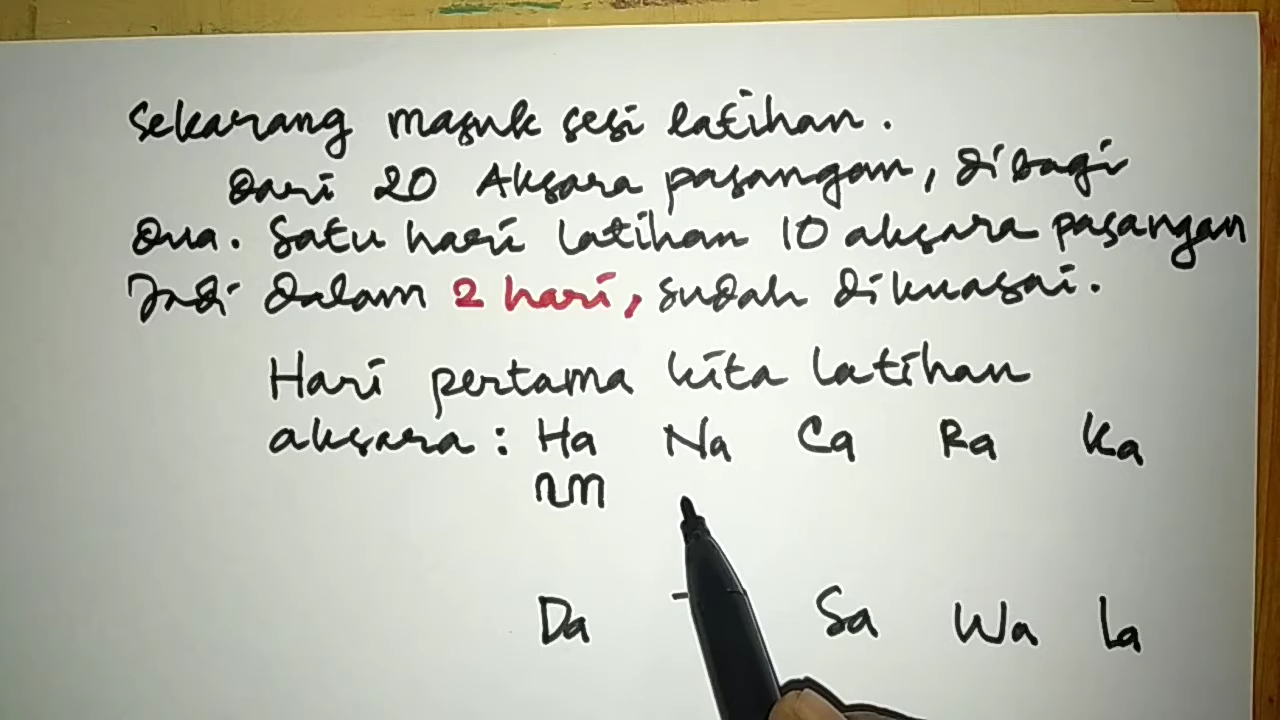 Sekarang masuk sesi latihan.
Dari 20 Aksara pasangan, dibagi
dua. Satu hari latihan 10 aksara pasangan
Jadi dalam 2 hari, sudah dikuasai.
Hari pertama kita latihan
aksara : Ha Na Ca Ra Ka
ꦲ
Da Sa Wa La